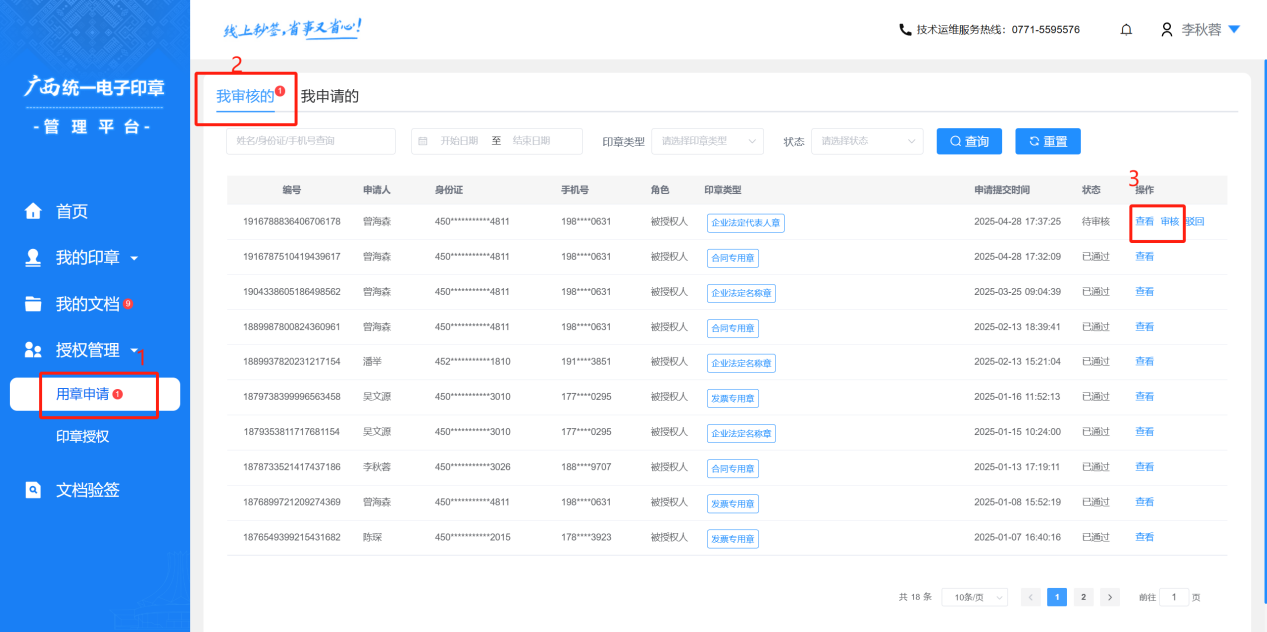 线上秒签,省事又省心!
技术运维服务热线: 0771-5595576
李秋蓉
广西统一电子印章
-管理平台-
首页
我的印章
我的文档 9
授权管理
1
用章申请 1
印章授权
文档验签
2
我审核的 1
我申请的
姓名/身份证/手机号查询
开始日期 至 结束日期
印章类型 请选择印章类型
状态 请选择状态
查询
重置
3
编号 申请人 身份证 手机号 角色 印章类型 申请提交时间 状态 操作
1916788836406706178 曾海森 450***********4811 198****0631 被授权人 企业法定代表人章 2025-04-28 17:37:25 待审核 查看 审核 驳回
1916787510419439617 曾海森 450***********4811 198****0631 被授权人 合同专用章 2025-04-28 17:32:09 已通过 查看
1904338605186498562 曾海森 450***********4811 198****0631 被授权人 企业法定名称章 2025-03-25 09:04:39 已通过 查看
1889987800824360961 曾海森 450***********4811 198****0631 被授权人 合同专用章 2025-02-13 18:39:41 已通过 查看
1889937820231217154 潘举 452***********1810 191****3851 被授权人 企业法定名称章 2025-02-13 15:21:04 已通过 查看
1879738399996563458 吴文源 450***********3010 177****0295 被授权人 发票专用章 2025-01-16 11:52:13 已通过 查看
1879353811717681154 吴文源 450***********3010 177****0295 被授权人 企业法定名称章 2025-01-15 10:24:00 已通过 查看
1878733521417437186 李秋蓉 450***********3026 188****9707 被授权人 合同专用章 2025-01-13 17:19:11 已通过 查看
1876899721209274369 曾海森 450***********4811 198****0631 被授权人 发票专用章 2025-01-08 15:52:19 已通过 查看
1876549399215431682 陈琛 450***********2015 178****3923 被授权人 发票专用章 2025-01-07 16:40:16 已通过 查看
共 18 条 10条/页 < 1 2 > 前往 1 页